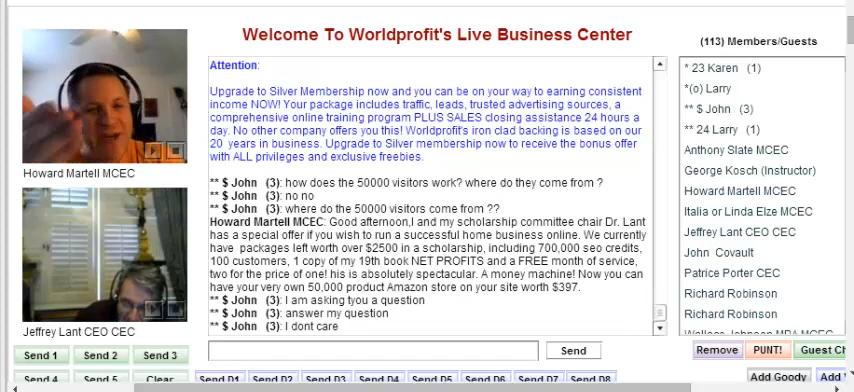 Welcome To Worldprofit's Live Business Center
(113) Members/Guests
Howard Martell MCEC
Jeffrey Lant CEO CEC
Attention:
Upgrade to Silver Membership now and you can be on your way to earning consistent
income NOW! Your package includes traffic, leads, trusted advertising sources, a
comprehensive online training program PLUS SALES closing assistance 24 hours a
day. No other company offers you this! Worldprofit's iron clad backing is based on our
20 years in business. Upgrade to Silver membership now to receive the bonus offer
with ALL privileges and exclusive freebies.
** $ John (3): how does the 50000 visitors work? where do they come from ?
** $ John (3): no no
** $ John (3): where do the 50000 visitors come from ??
Howard Martell MCEC: Good afternoon,I and my scholarship committee chair Dr. Lant
has a special offer if you wish to run a successful home business online. We currently
have packages left worth over $2500 in a scholarship, including 700,000 seo credits,
100 customers, 1 copy of my 19th book NET PROFITS and a FREE month of service,
two for the price of one! his is absolutely spectacular. A money machine! Now you can
have your very own 50,000 product Amazon store on your site worth $397.
** $ John (3): I am asking tyou a question
** $ John (3): answer my question
** $ John (3): I dont care
* 23 Karen (1)
*(o) Larry
** $ John (3)
** 24 Larry (1)
Anthony Slate MCEC
George Kosch (Instructor)
Howard Martell MCEC
Italia or Linda Elze MCEC
Jeffrey Lant CEO CEC
John Covault
Patrice Porter CEC
Richard Robinson
Richard Robinson
Wallace Johnson MBA MCEC
Send 1 Send 2 Send 3
Send
Remove PUNT! Guest Ch
Send 4 Send 5 Clear
Send D1 Send D2 Send D3 Send D4 Send D5 Send D6 Send D7 Send D8
Add Goody Add